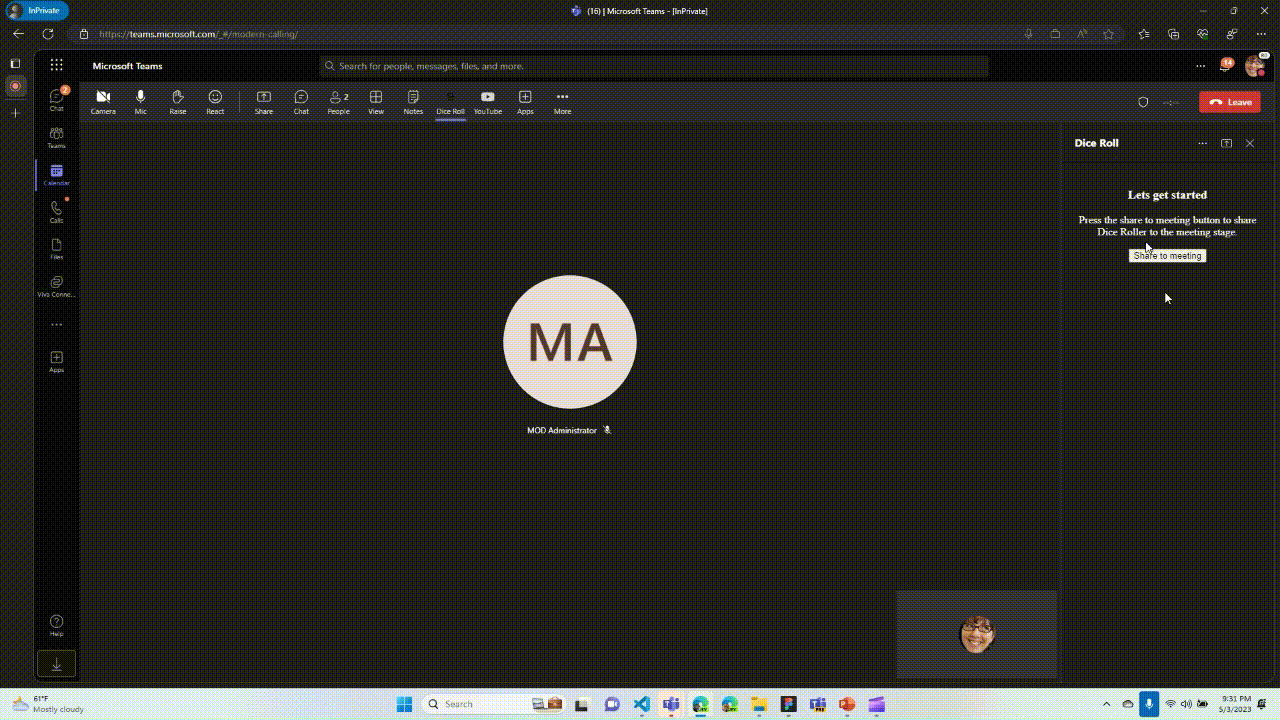 InPrivate
(16) | Microsoft Teams - [InPrivate]
https://teams.microsoft.com/_#/modern-calling/
Microsoft Teams
Search for people, messages, files, and more.
14
2
Chat
Teams
Calendar
Calls
Files
Viva Conne...
Apps
Help
Camera
Mic
Raise
React
Share
Chat
2
People
View
Notes
Dice Roll
YouTube
Apps
More
--:--
Leave
Dice Roll
Lets get started
Press the share to meeting button to share
Dice Roller to the meeting stage.
Share to meeting
MA
MOD Administrator
61°F
Mostly cloudy
Search
9:31 PM
5/3/2023